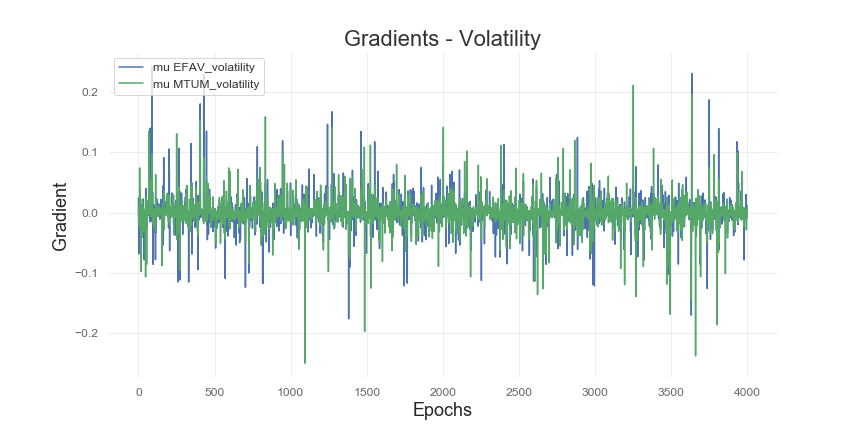 Gradients - Volatility
mu EFAV_volatility
mu MTUM_volatility
Gradient
0.2
0.1
0.0
−0.1
−0.2
0 500 1000 1500 2000 2500 3000 3500 4000
Epochs